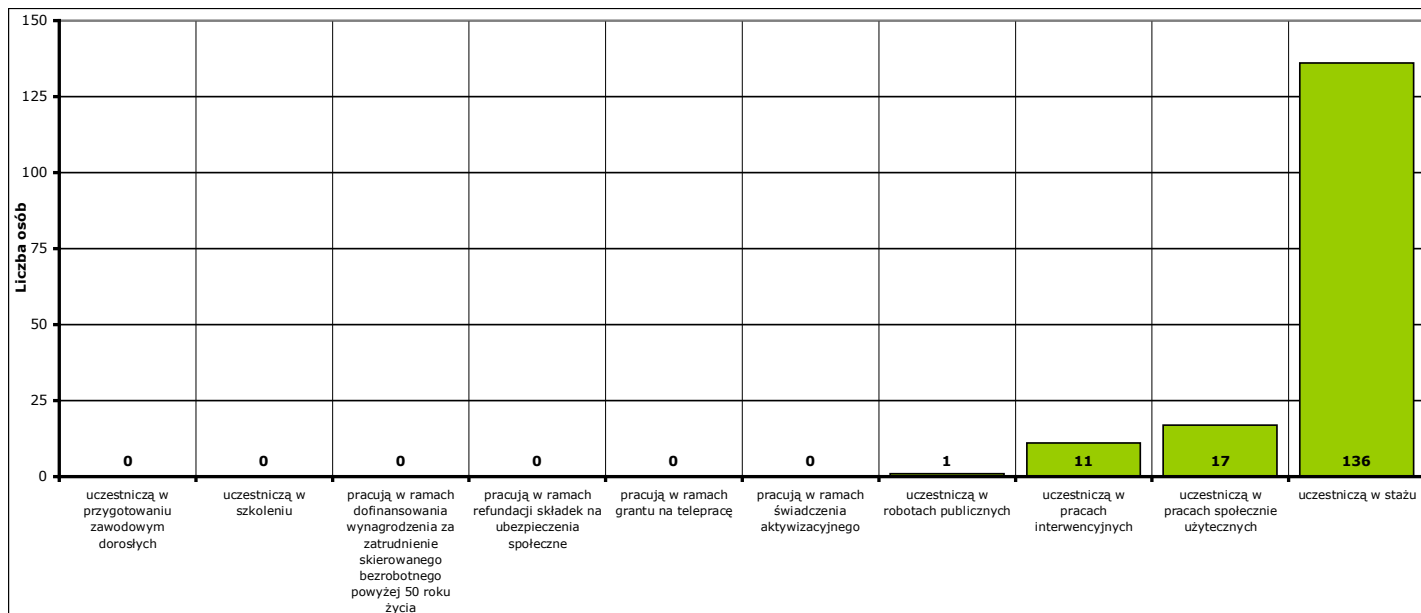 150
125
100
75
50
25
0
Liczba osób
0
0
0
0
0
0
1
11
17
136
uczestniczą w
przygotowaniu
zawodowym
dorosłych
uczestniczą w
szkoleniu
pracują w ramach
dofinansowania
wynagrodzenia za
zatrudnienie
skierowanego
bezrobotnego
powyżej 50 roku
życia
pracują w ramach
refundacji składek na
ubezpieczenia
społeczne
pracują w ramach
grantu na telepracę
pracują w ramach
świadczenia
aktywizacyjnego
uczestniczą w
robotach publicznych
uczestniczą w
pracach
interwencyjnych
uczestniczą w
pracach społecznie
użytecznych
uczestniczą w stażu